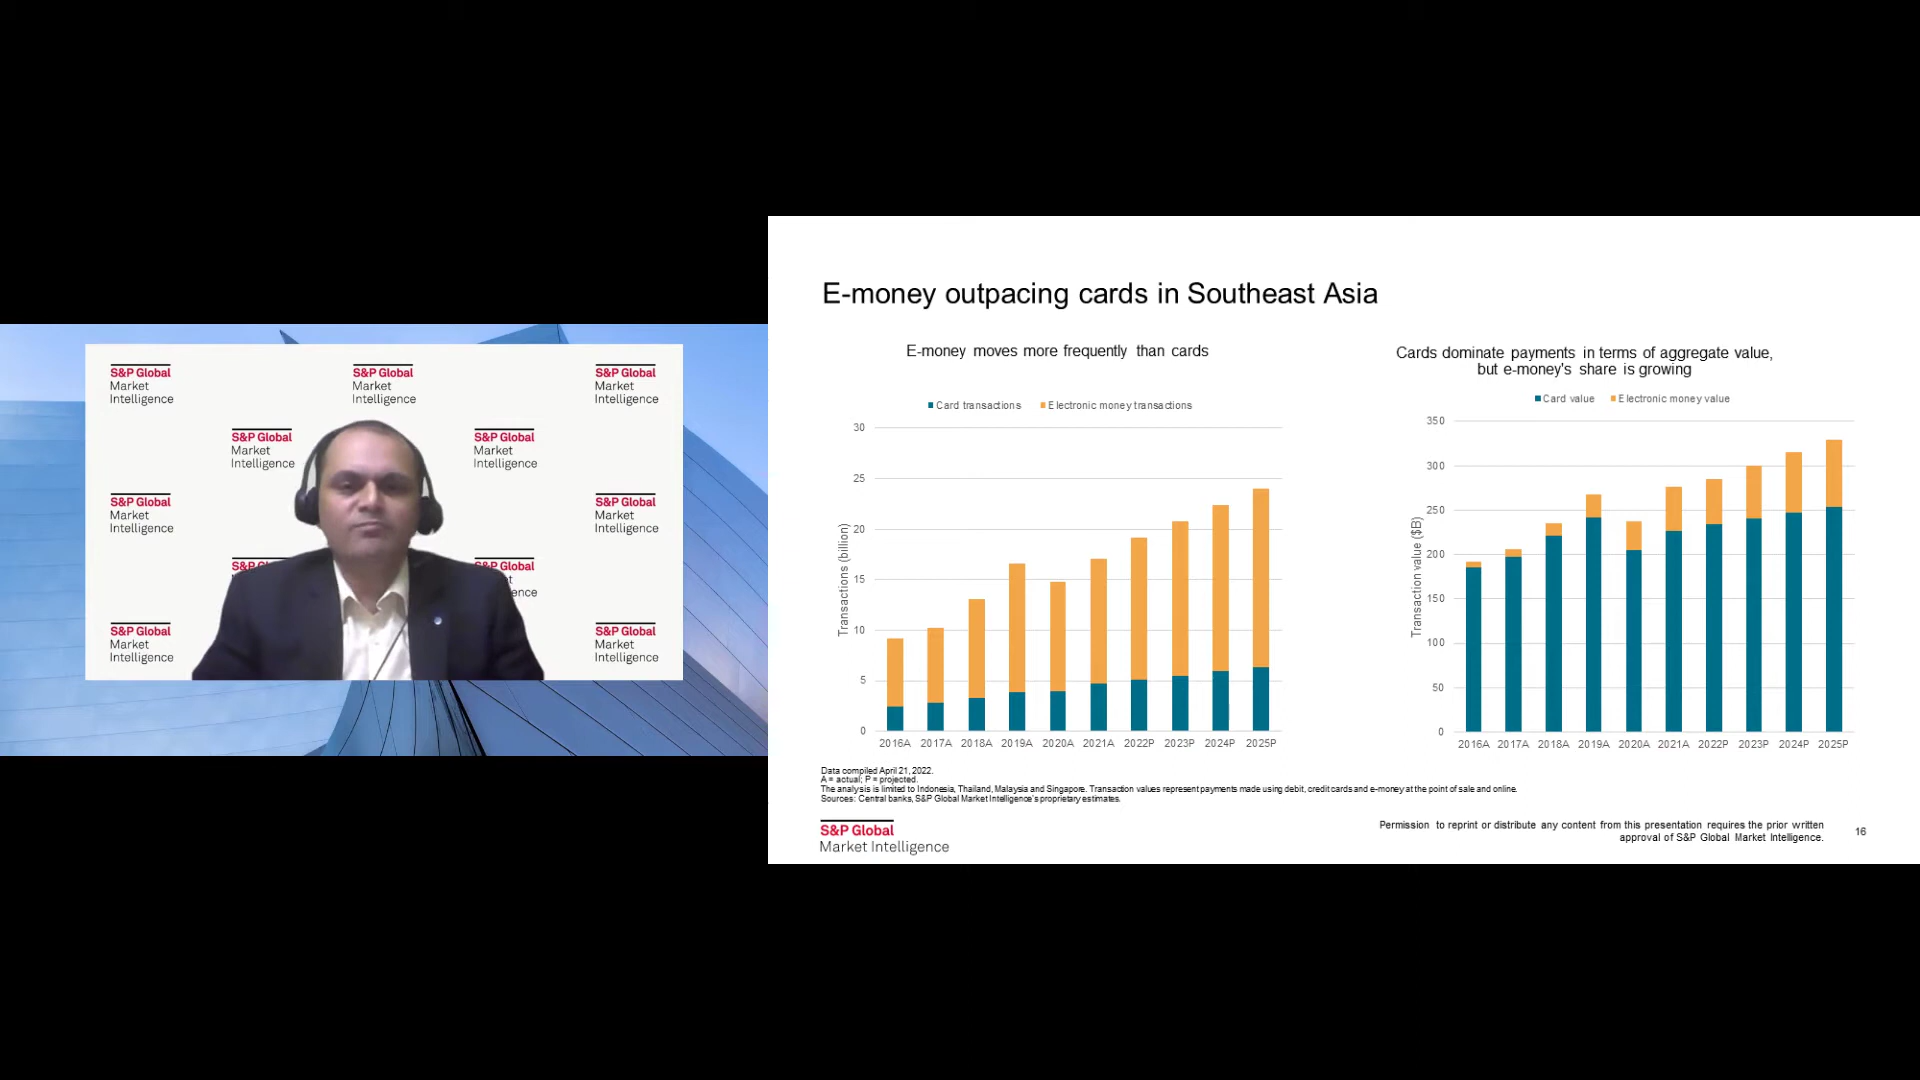 S&P Global
Market
Intelligence
S&P Global
Market
Intelligence
S&P Global
Market
Intelligence
S&P Global
Market
Intelligence
S&P Global
Market
Intelligence
S&P Global
Market
Intelligence
S&P Global
Market
Intelligence
S&P Global
S&P Global
Market
Intelligence
S&P Global
Market
Intelligence
E-money outpacing cards in Southeast Asia
E-money moves more frequently than cards
Card transactions Electronic money transactions
Transactions (billion)
30
25
20
15
10
5
0
2016A 2017A 2018A 2019A 2020A 2021A 2022P 2023P 2024P 2025P
Cards dominate payments in terms of aggregate value,
but e-money's share is growing
Card value Electronic money value
Transaction value ($B)
350
300
250
200
150
100
50
0
2016A 2017A 2018A 2019A 2020A 2021A 2022P 2023P 2024P 2025P
Data compiled April 21, 2022.
A = actual; P = projected.
The analysis is limited to Indonesia, Thailand, Malaysia and Singapore. Transaction values represent payments made using debit, credit cards and e-money at the point of sale and online.
Sources: Central banks, S&P Global Market Intelligence's proprietary estimates.
S&P Global
Market Intelligence
Permission to reprint or distribute any content from this presentation requires the prior written
approval of S&P Global Market Intelligence.
16